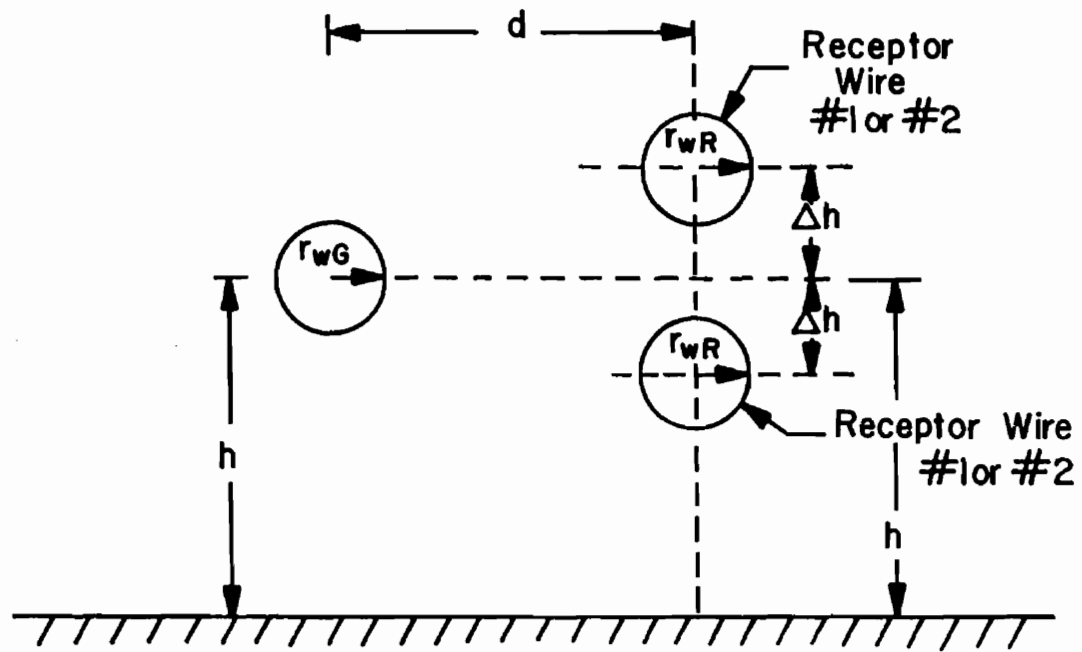 d
Receptor
Wire
#1 or #2
rwR
Δh
rwG
Δh
rwR
Receptor Wire
#1 or #2
h
h